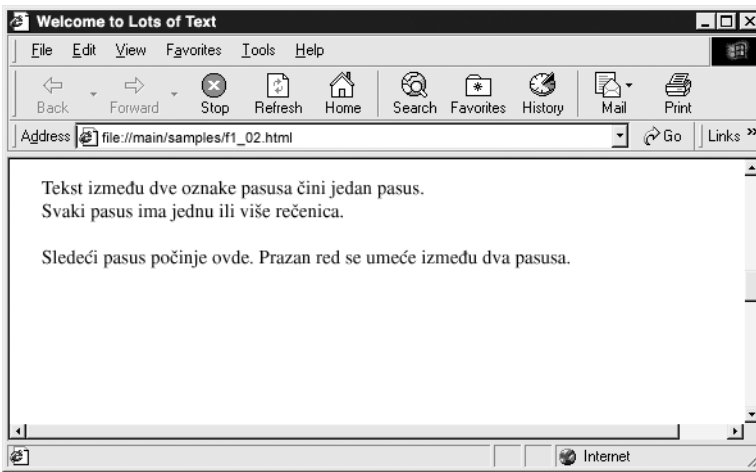 Welcome to Lots of Text
File Edit View Favorites Tools Help
Back Forward Stop Refresh Home Search Favorites History Mail Print
Address file://main/samples/f1_02.html Go Links »
Tekst između dve oznake pasusa čini jedan pasus.
Svaki pasus ima jednu ili više rečenica.
Sledeći pasus počinje ovde. Prazan red se umeće između dva pasusa.
Internet